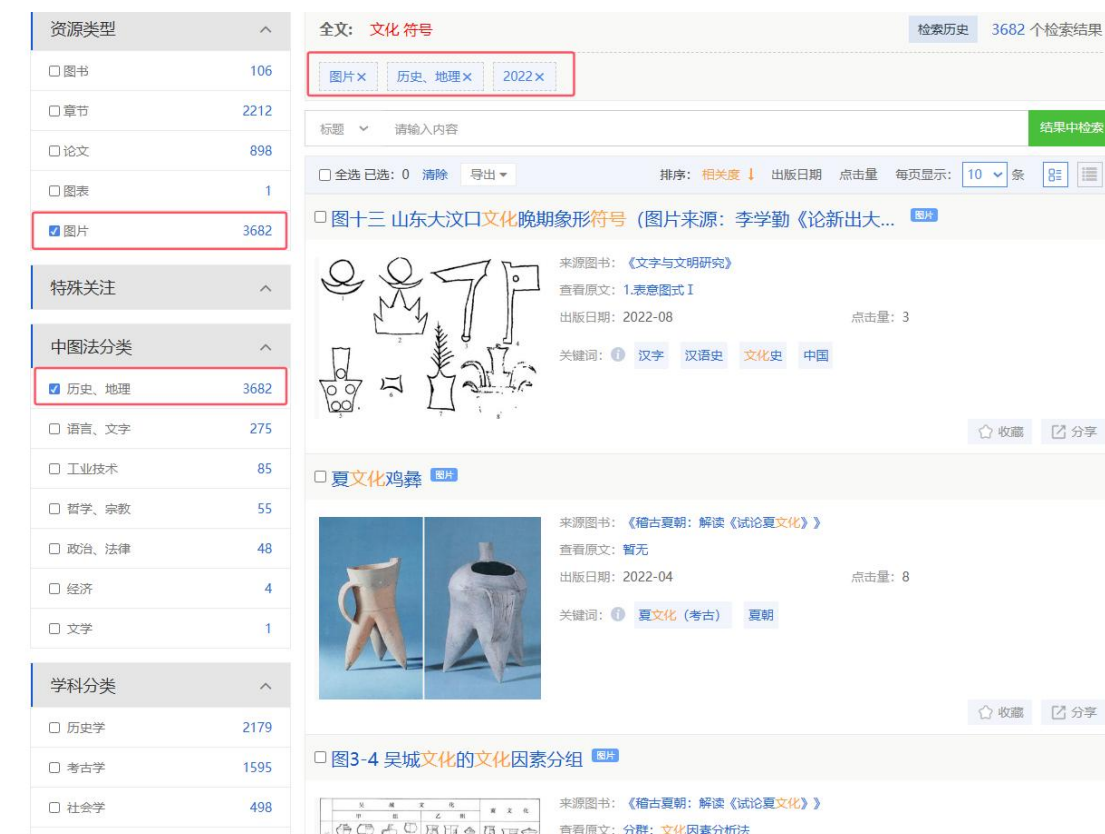 资源类型
图书 106
章节 2212
论文 898
图表 1
图片 3682
特殊关注
中图法分类
历史、地理 3682
语言、文字 275
工业技术 85
哲学、宗教 55
政治、法律 48
经济 4
文学 1
学科分类
历史学 2179
考古学 1595
社会学 498
全文: 文化 符号 检索历史 3682 个检索结果
图片× 历史、地理× 2022×
标题 请输入内容 结果中检索
全选 已选: 0 清除 导出 排序: 相关度 ↓ 出版日期 点击量 每页显示: 10 条
图十三 山东大汶口文化晚期象形符号(图片来源:李学勤《论新出大... 图片
1
2
3
4
5
6
7
8
来源图书: 《文字与文明研究》
查看原文: 1.表意图式Ⅰ
出版日期: 2022-08 点击量: 3
关键词: 汉字 汉语史 文化史 中国
收藏 分享
夏文化鸡彝 图片
来源图书: 《稽古夏朝:解读《试论夏文化》》
查看原文: 暂无
出版日期: 2022-04 点击量: 8
关键词: 夏文化(考古) 夏朝
收藏 分享
图3-4 吴城文化的文化因素分组 图片
来源图书: 《稽古夏朝:解读《试论夏文化》》
查看原文: 分群:文化因素分析法